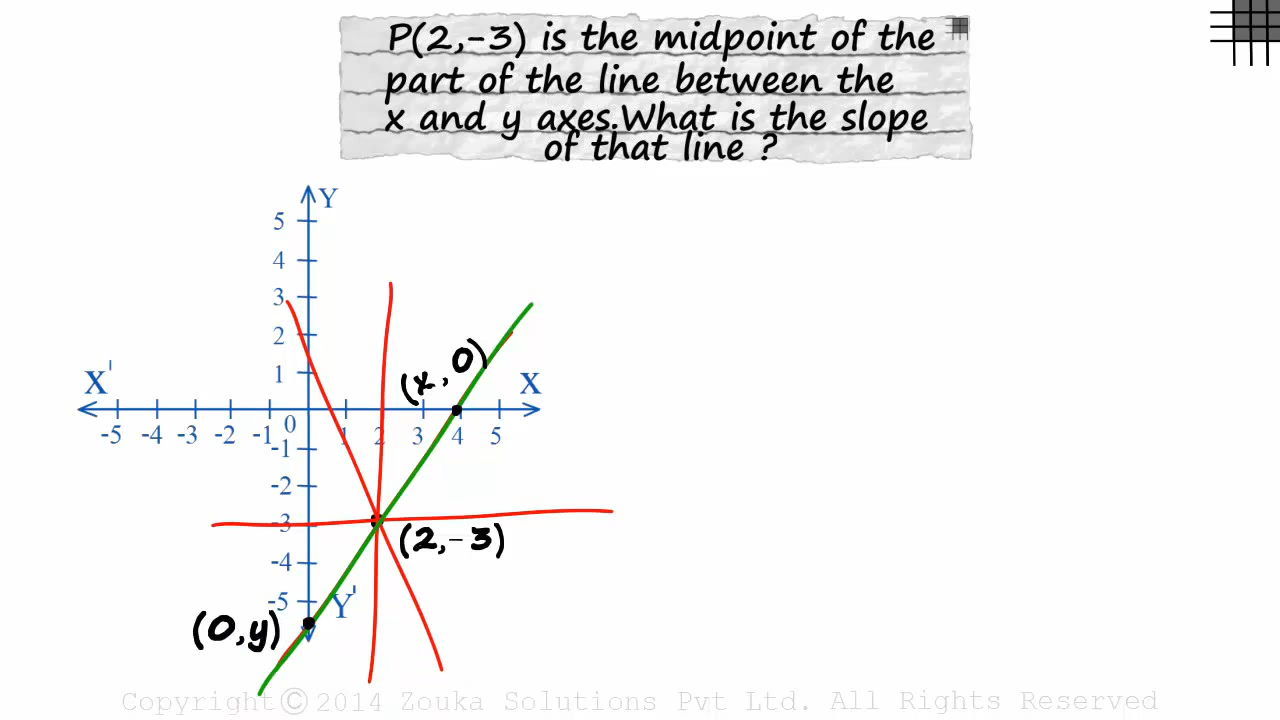 P(2,-3) is the midpoint of the
part of the line between the
x and y axes.What is the slope
of that line ?
Y
5
4
3
2
1
X'
(x, 0)
X
-5 -4 -3 -2 -1 0 1 2 3 4 5
-1
-2
-3
(2,-3)
-4
-5
Y'
(0,y)
Copyright© 2014 Zouka Solutions Pvt Ltd. All Rights Reserved